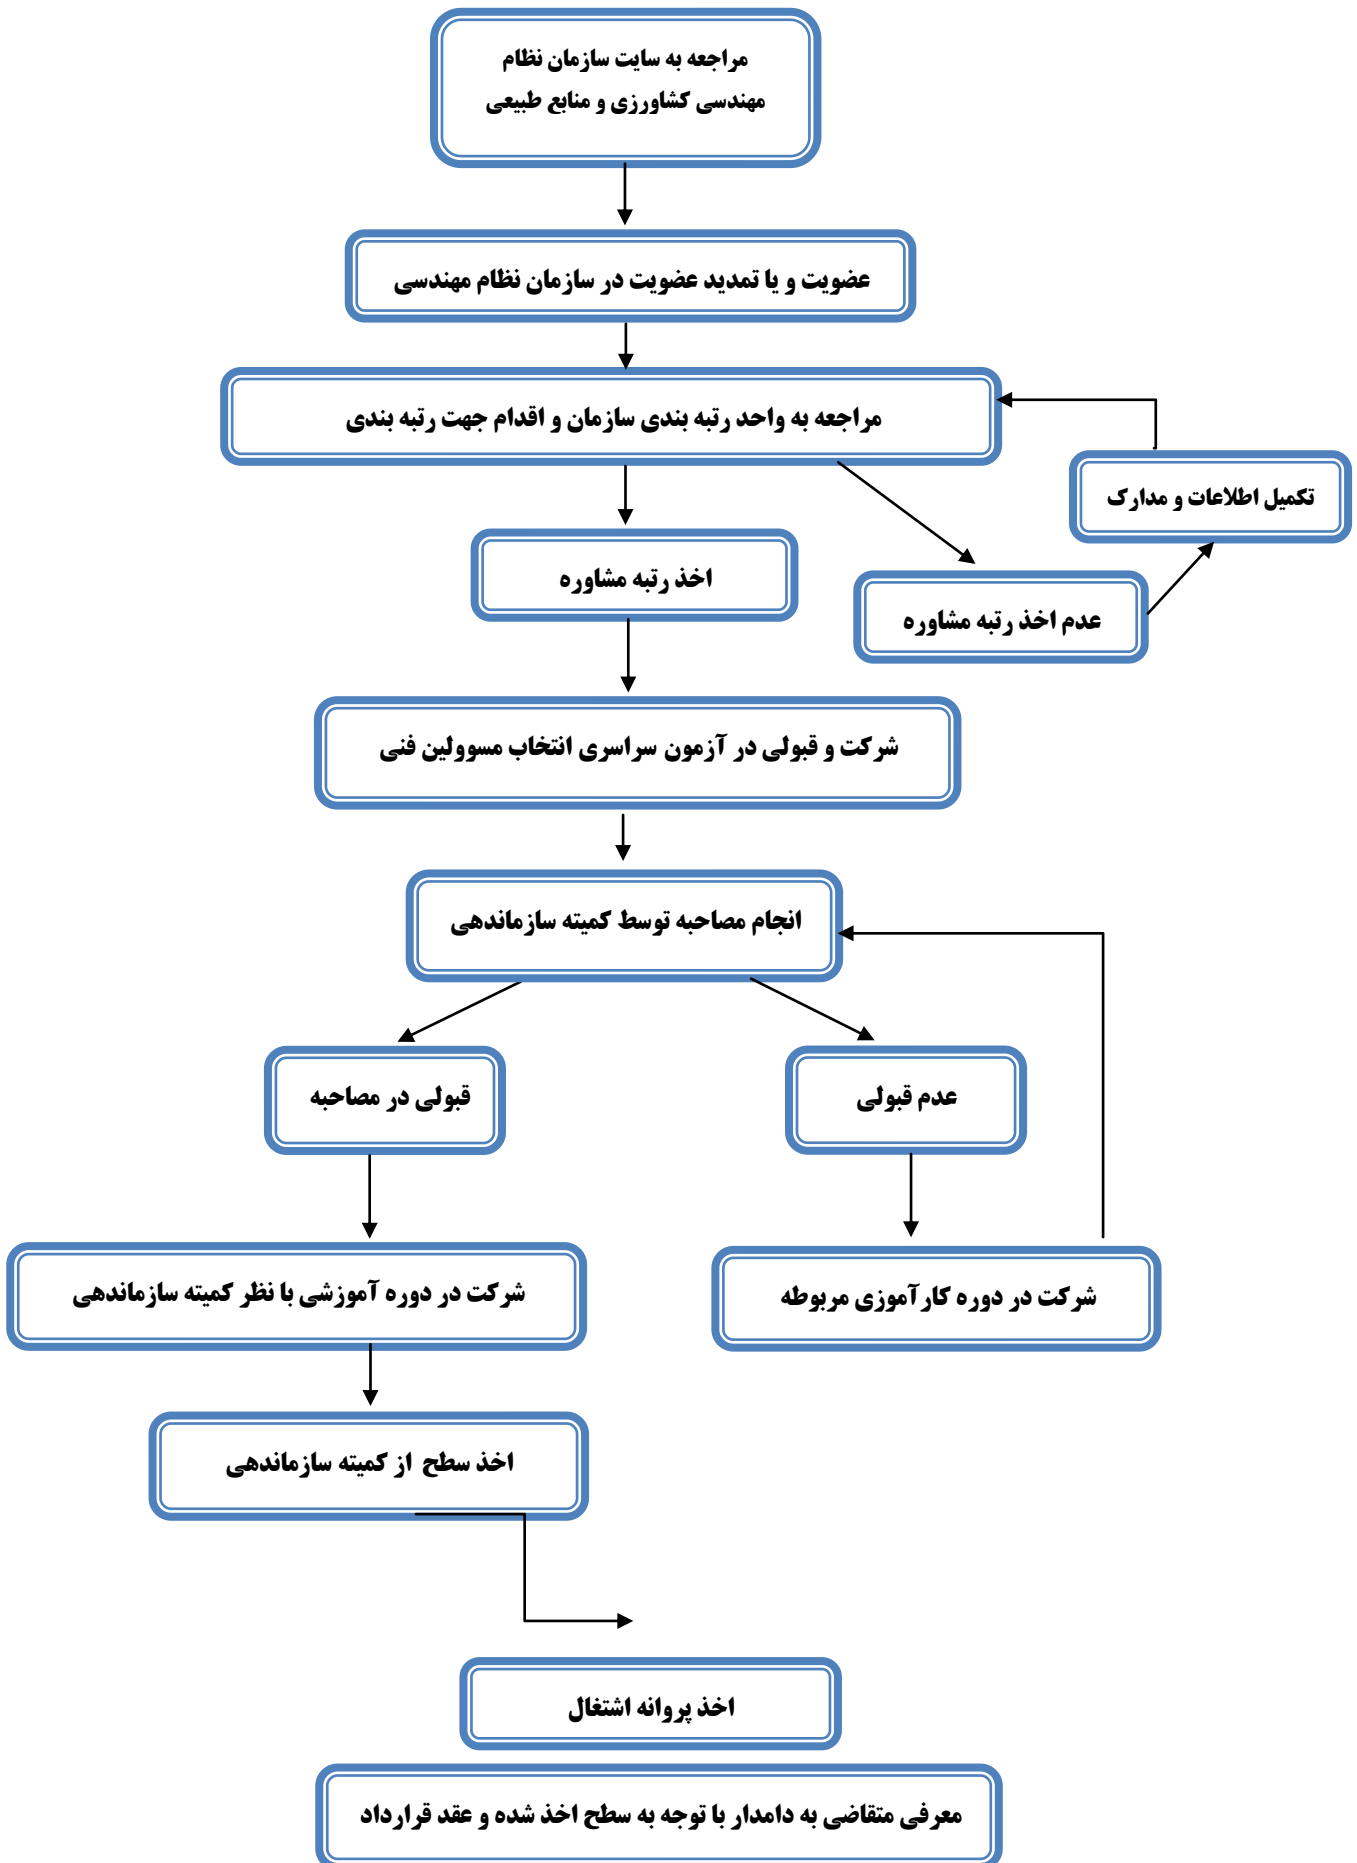 مراجعه به سایت سازمان نظام
مهندسی کشاورزی و منابع طبیعی
عضویت و یا تمدید عضویت در سازمان نظام مهندسی
مراجعه به واحد رتبه بندی سازمان و اقدام جهت رتبه بندی
تکمیل اطلاعات و مدارک
اخذ رتبه مشاوره
عدم اخذ رتبه مشاوره
شرکت و قبولی در آزمون سراسری انتخاب مسوولین فنی
انجام مصاحبه توسط کمیته سازماندهی
عدم قبولی
قبولی در مصاحبه
شرکت در دوره کارآموزی مربوطه
شرکت در دوره آموزشی با نظر کمیته سازماندهی
اخذ سطح از کمیته سازماندهی
اخذ پروانه اشتغال
معرفی متقاضی به دامدار با توجه به سطح اخذ شده و عقد قرارداد